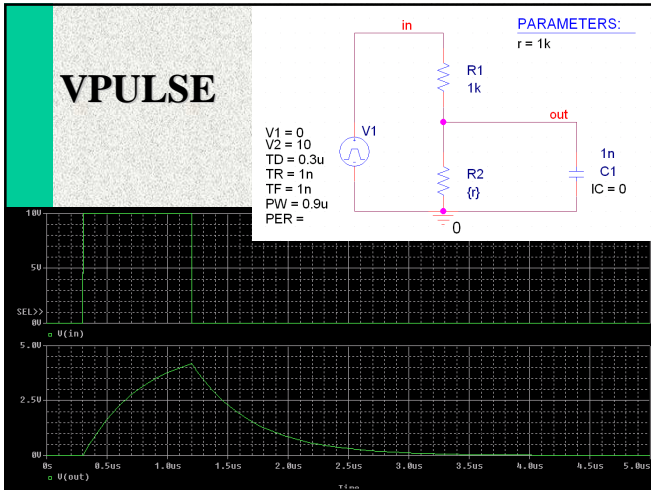 VPULSE
in
PARAMETERS:
r = 1k
R1
1k
out
V1 = 0
V2 = 10
TD = 0.3u
TR = 1n
TF = 1n
PW = 0.9u
PER =
V1
R2
{r}
1n
C1
IC = 0
0
10V
5V
SEL>>
0V
V(in)
5.0V
2.5V
0V
0s 0.5us 1.0us 1.5us 2.0us 2.5us 3.0us 3.5us 4.0us 4.5us 5.0us
V(out)
Time